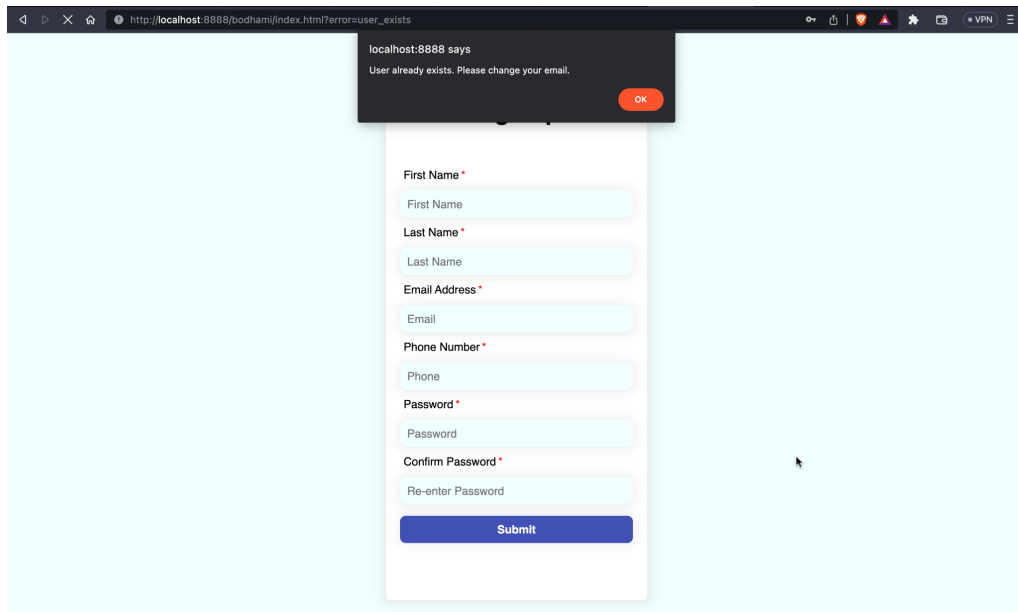 http://localhost:8888/bodhami/index.html?error=user_exists
VPN
localhost:8888 says
User already exists. Please change your email.
OK
First Name *
First Name
Last Name *
Last Name
Email Address *
Email
Phone Number *
Phone
Password *
Password
Confirm Password *
Re-enter Password
Submit